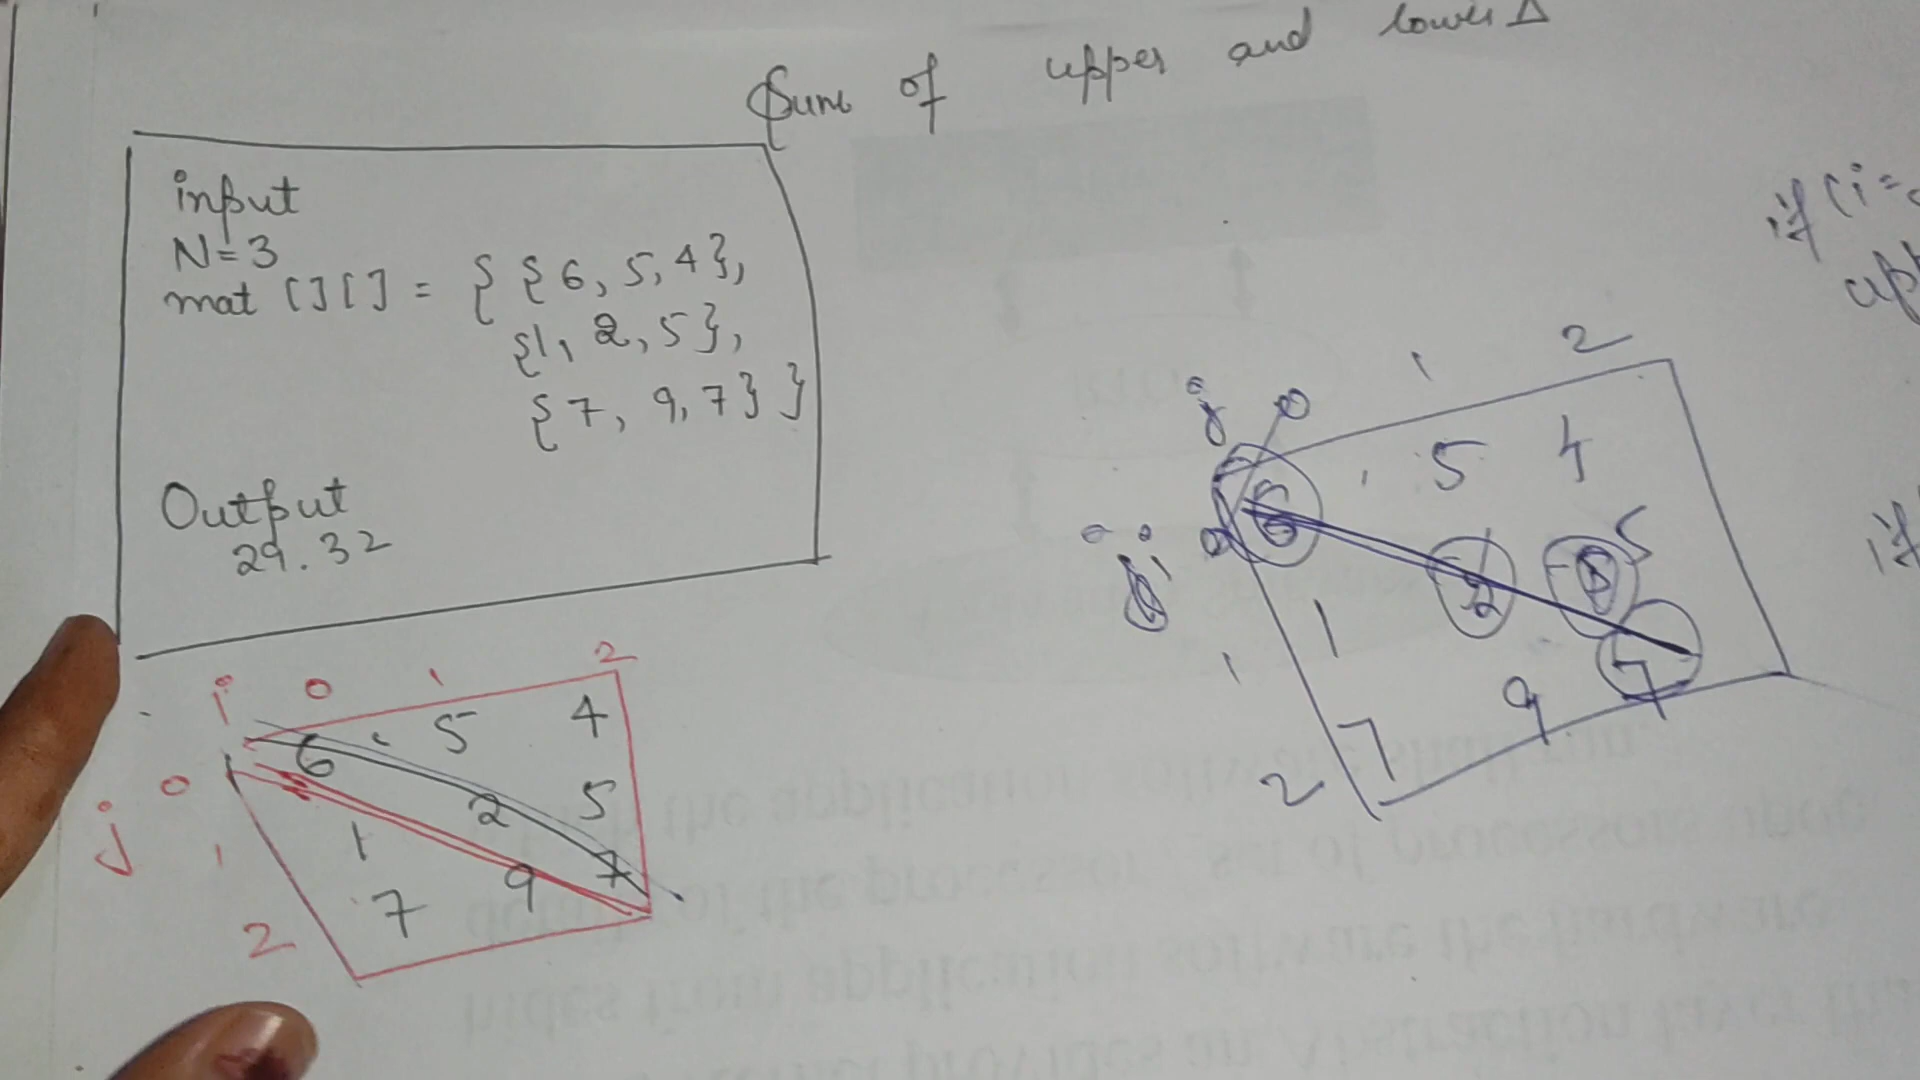 Sum of upper and lower Δ
input
N=3
mat [][] = { {6, 5, 4},
{1, 2, 5},
{7, 9, 7} }
Output
29.32
i 0 1 2
6 5 4
j 0
2 5
1
1
9 7
7
2
if (i=
j 0 1 2
5 4
6
0
2 5
1
1
7
9
7
2
if